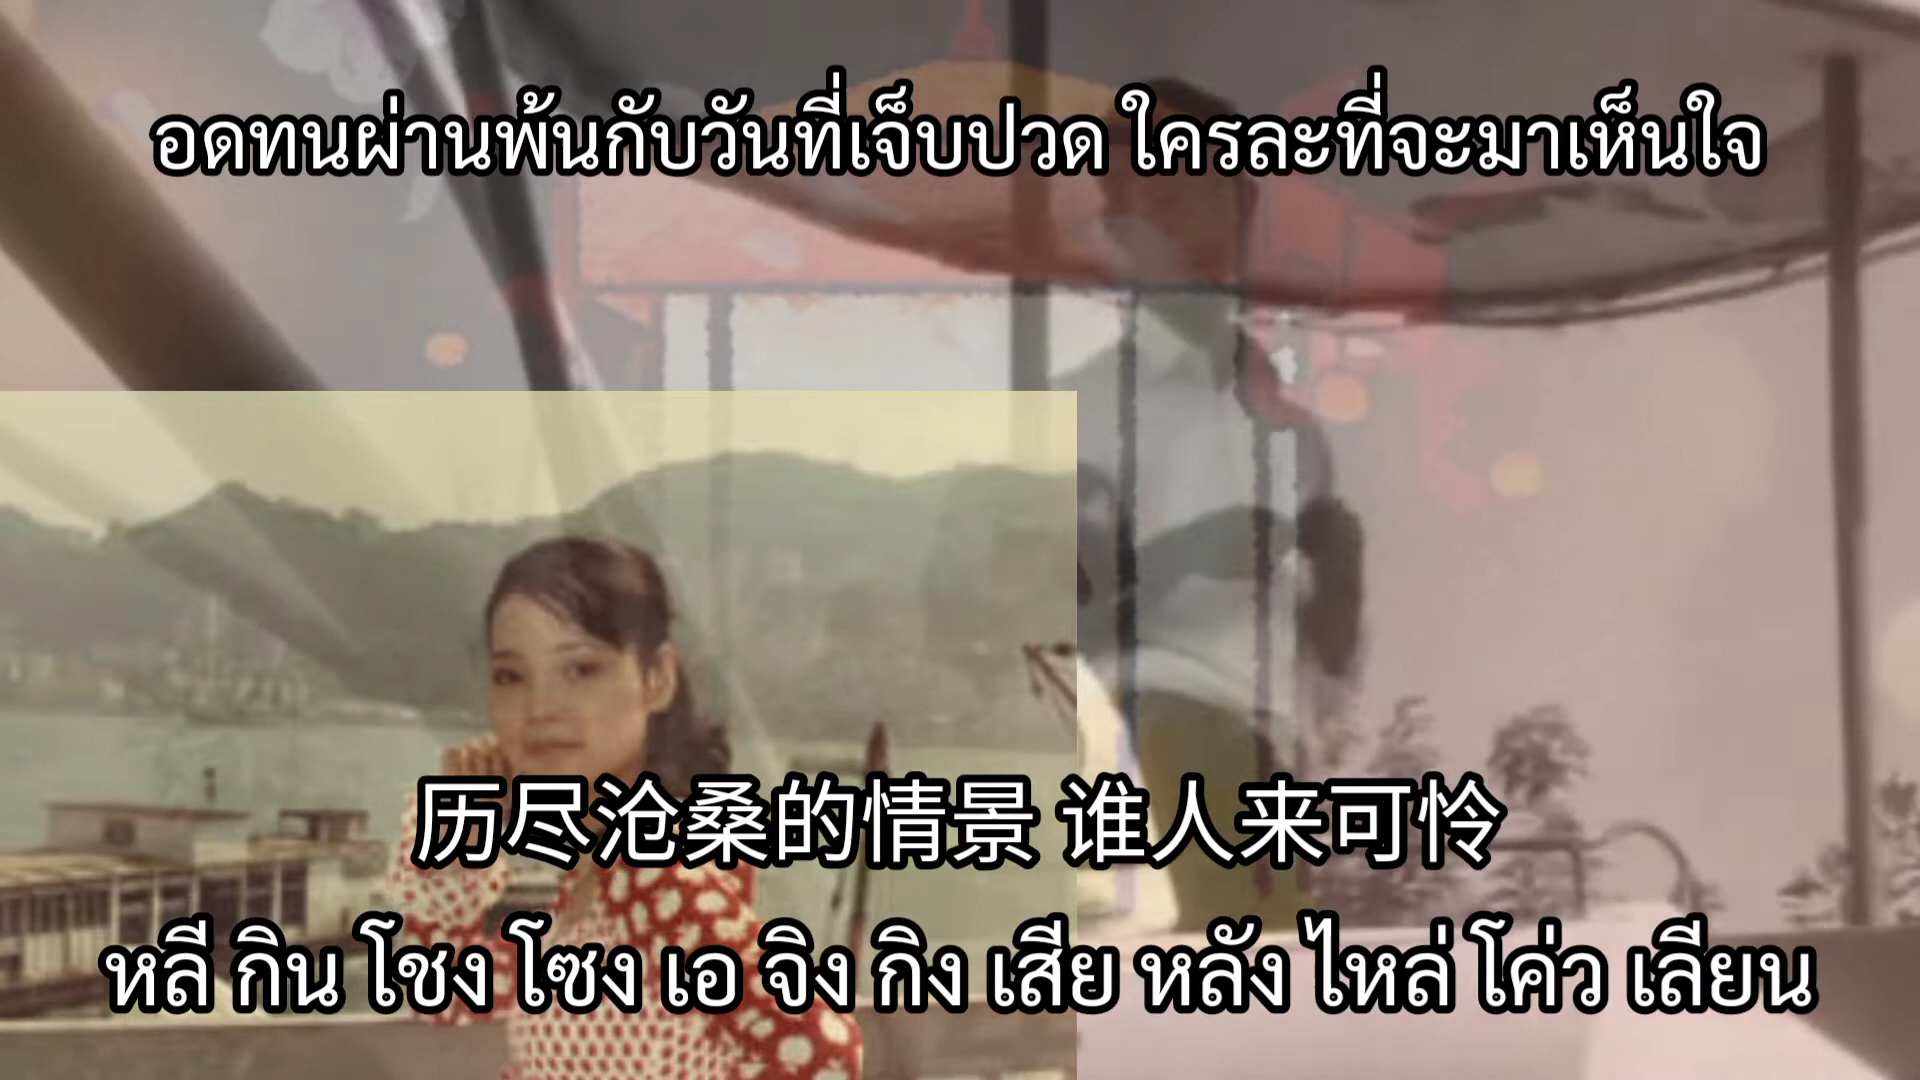 อดทนผ่านพ้นกับวันที่เจ็บปวด ใครละที่จะมาเห็นใจ
历尽沧桑的情景 谁人来可怜
หลี กิน โชง โซง เอ จิง กิง เสีย หลัง ไหล่ โค่ว เลียน